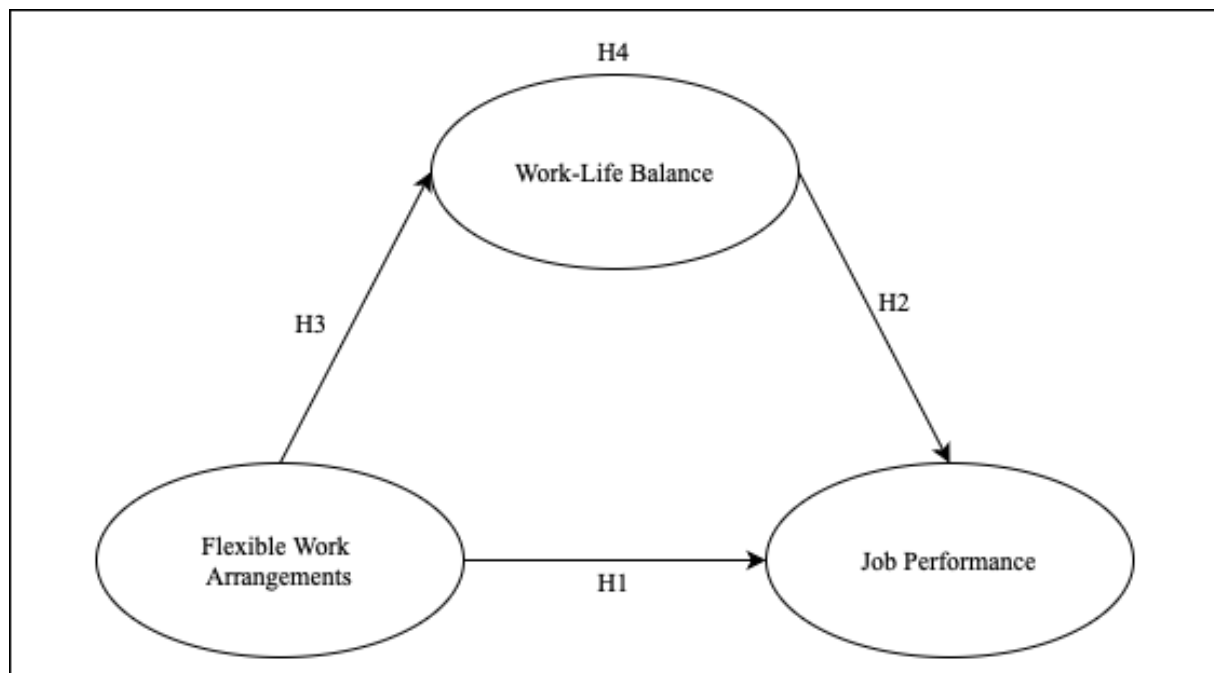 H4
Work-Life Balance
H3
H2
Flexible Work
Arrangements
H1
Job Performance